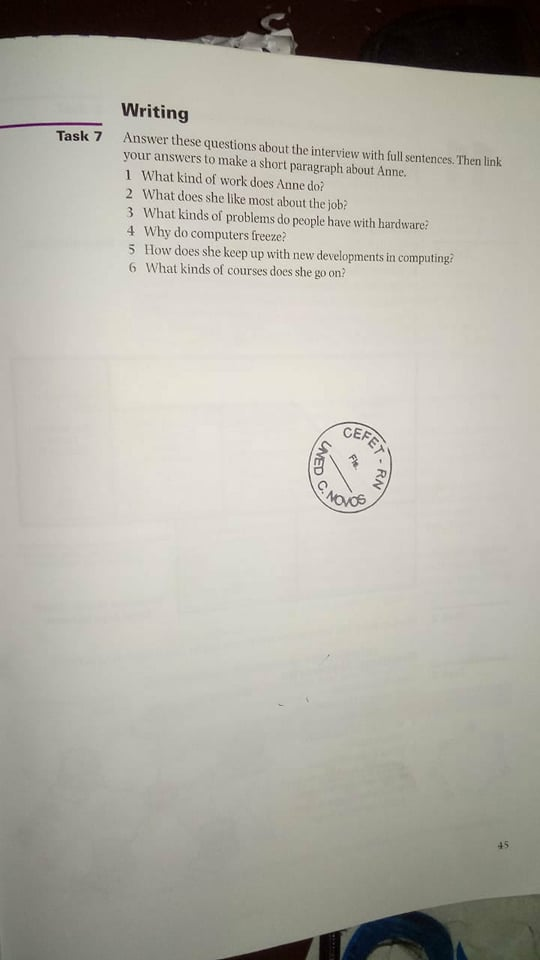 Writing
Task 7
Answer these questions about the interview with full sentences. Then link
your answers to make a short paragraph about Anne.
1 What kind of work does Anne do?
2 What does she like most about the job?
3 What kinds of problems do people have with hardware?
4 Why do computers freeze?
5 How does she keep up with new developments in computing?
6 What kinds of courses does she go on?
CEFET - RN
Fls.
UNED C. NOVOS
45